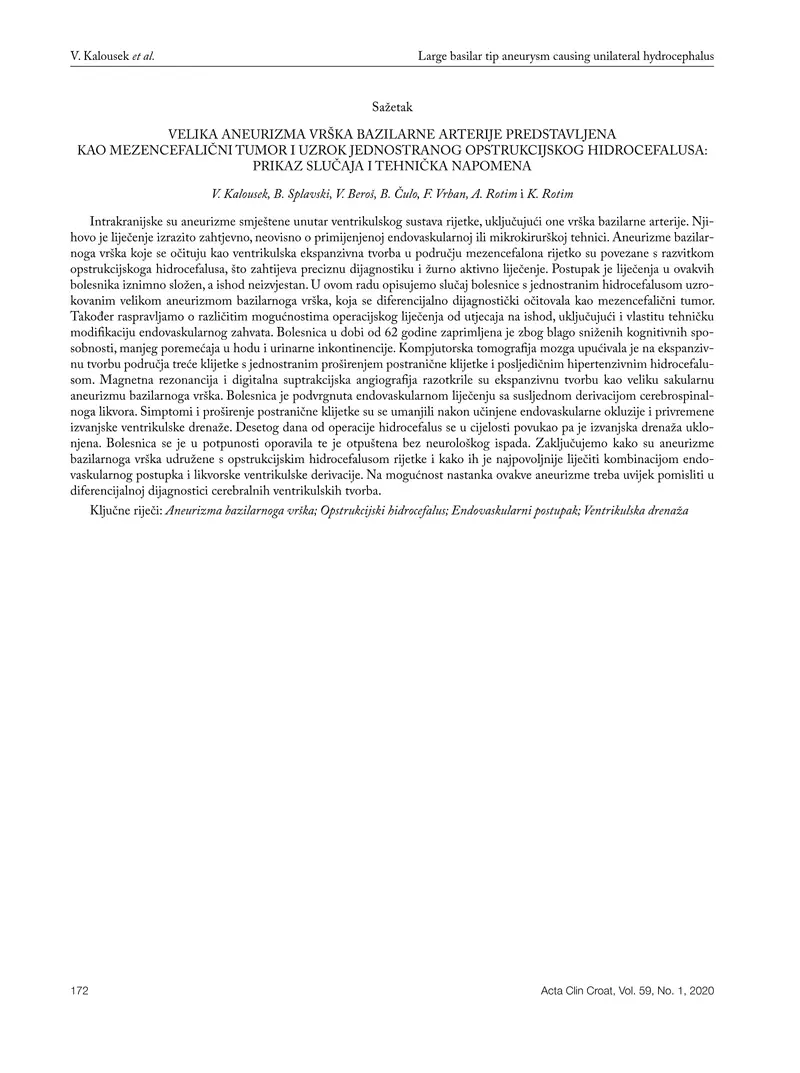 V. Kalousek et al.
Large basilar tip aneurysm causing unilateral hydrocephalus
Sažetak
VELIKA ANEURIZMA VRŠKA BAZILARNE ARTERIJE PREDSTAVLJENA
KAO MEZENCEFALIČNI TUMOR I UZROK JEDNOSTRANOG OPSTRUKCIJSKOG HIDROCEFALUSA:
PRIKAZ SLUČAJA I TEHNIČKA NAPOMENA
V. Kalousek, B. Splavski, V. Beroš, B. Čulo, F. Vrban, A. Rotim i K. Rotim
Intrakranijske su aneurizme smještene unutar ventrikulskog sustava rijetke, uključujući one vrška bazilarne arterije. Nji-
hovo je liječenje izrazito zahtjevno, neovisno o primijenjenoj endovaskularnoj ili mikrokirurškoj tehnici. Aneurizme bazilar-
noga vrška koje se očituju kao ventrikulska ekspanzivna tvorba u području mezencefalona rijetko su povezane s razvitkom
opstrukcijskoga hidrocefalusa, što zahtijeva preciznu dijagnostiku i žurno aktivno liječenje. Postupak je liječenja u ovakvih
bolesnika iznimno složen, a ishod neizvjestan. U ovom radu opisujemo slučaj bolesnice s jednostranim hidrocefalusom uzro-
kovanim velikom aneurizmom bazilarnoga vrška, koja se diferencijalno dijagnostički očitovala kao mezencefalični tumor.
Također raspravljamo o različitim mogućnostima operacijskog liječenja od utjecaja na ishod, uključujući i vlastitu tehničku
modifikaciju endovaskularnog zahvata. Bolesnica u dobi od 62 godine zaprimljena je zbog blago sniženih kognitivnih spo-
sobnosti, manjeg poremećaja u hodu i urinarne inkontinencije. Kompjutorska tomografija mozga upućivala je na ekspanziv-
nu tvorbu područja treće klijetke s jednostranim proširenjem postranične klijetke i posljedičnim hipertenzivnim hidrocefalu-
som. Magnetna rezonancija i digitalna suptrakcijska angiografija razotkrile su ekspanzivnu tvorbu kao veliku sakularnu
aneurizmu bazilarnoga vrška. Bolesnica je podvrgnuta endovaskularnom liječenju sa susljednom derivacijom cerebrospinal-
noga likvora. Simptomi i proširenje postranične klijetke su se umanjili nakon učinjene endovaskularne okluzije i privremene
izvanjske ventrikulske drenaže. Desetog dana od operacije hidrocefalus se u cijelosti povukao pa je izvanjska drenaža uklo-
njena. Bolesnica se je u potpunosti oporavila te je otpuštena bez neurološkog ispada. Zaključujemo kako su aneurizme
bazilarnoga vrška udružene s opstrukcijskim hidrocefalusom rijetke i kako ih je najpovoljnije liječiti kombinacijom endo-
vaskularnog postupka i likvorske ventrikulske derivacije. Na mogućnost nastanka ovakve aneurizme treba uvijek pomisliti u
diferencijalnoj dijagnostici cerebralnih ventrikulskih tvorba.
Ključne riječi: Aneurizma bazilarnoga vrška; Opstrukcijski hidrocefalus; Endovaskularni postupak; Ventrikulska drenaža
172
Acta Clin Croat, Vol. 59, No. 1, 2020